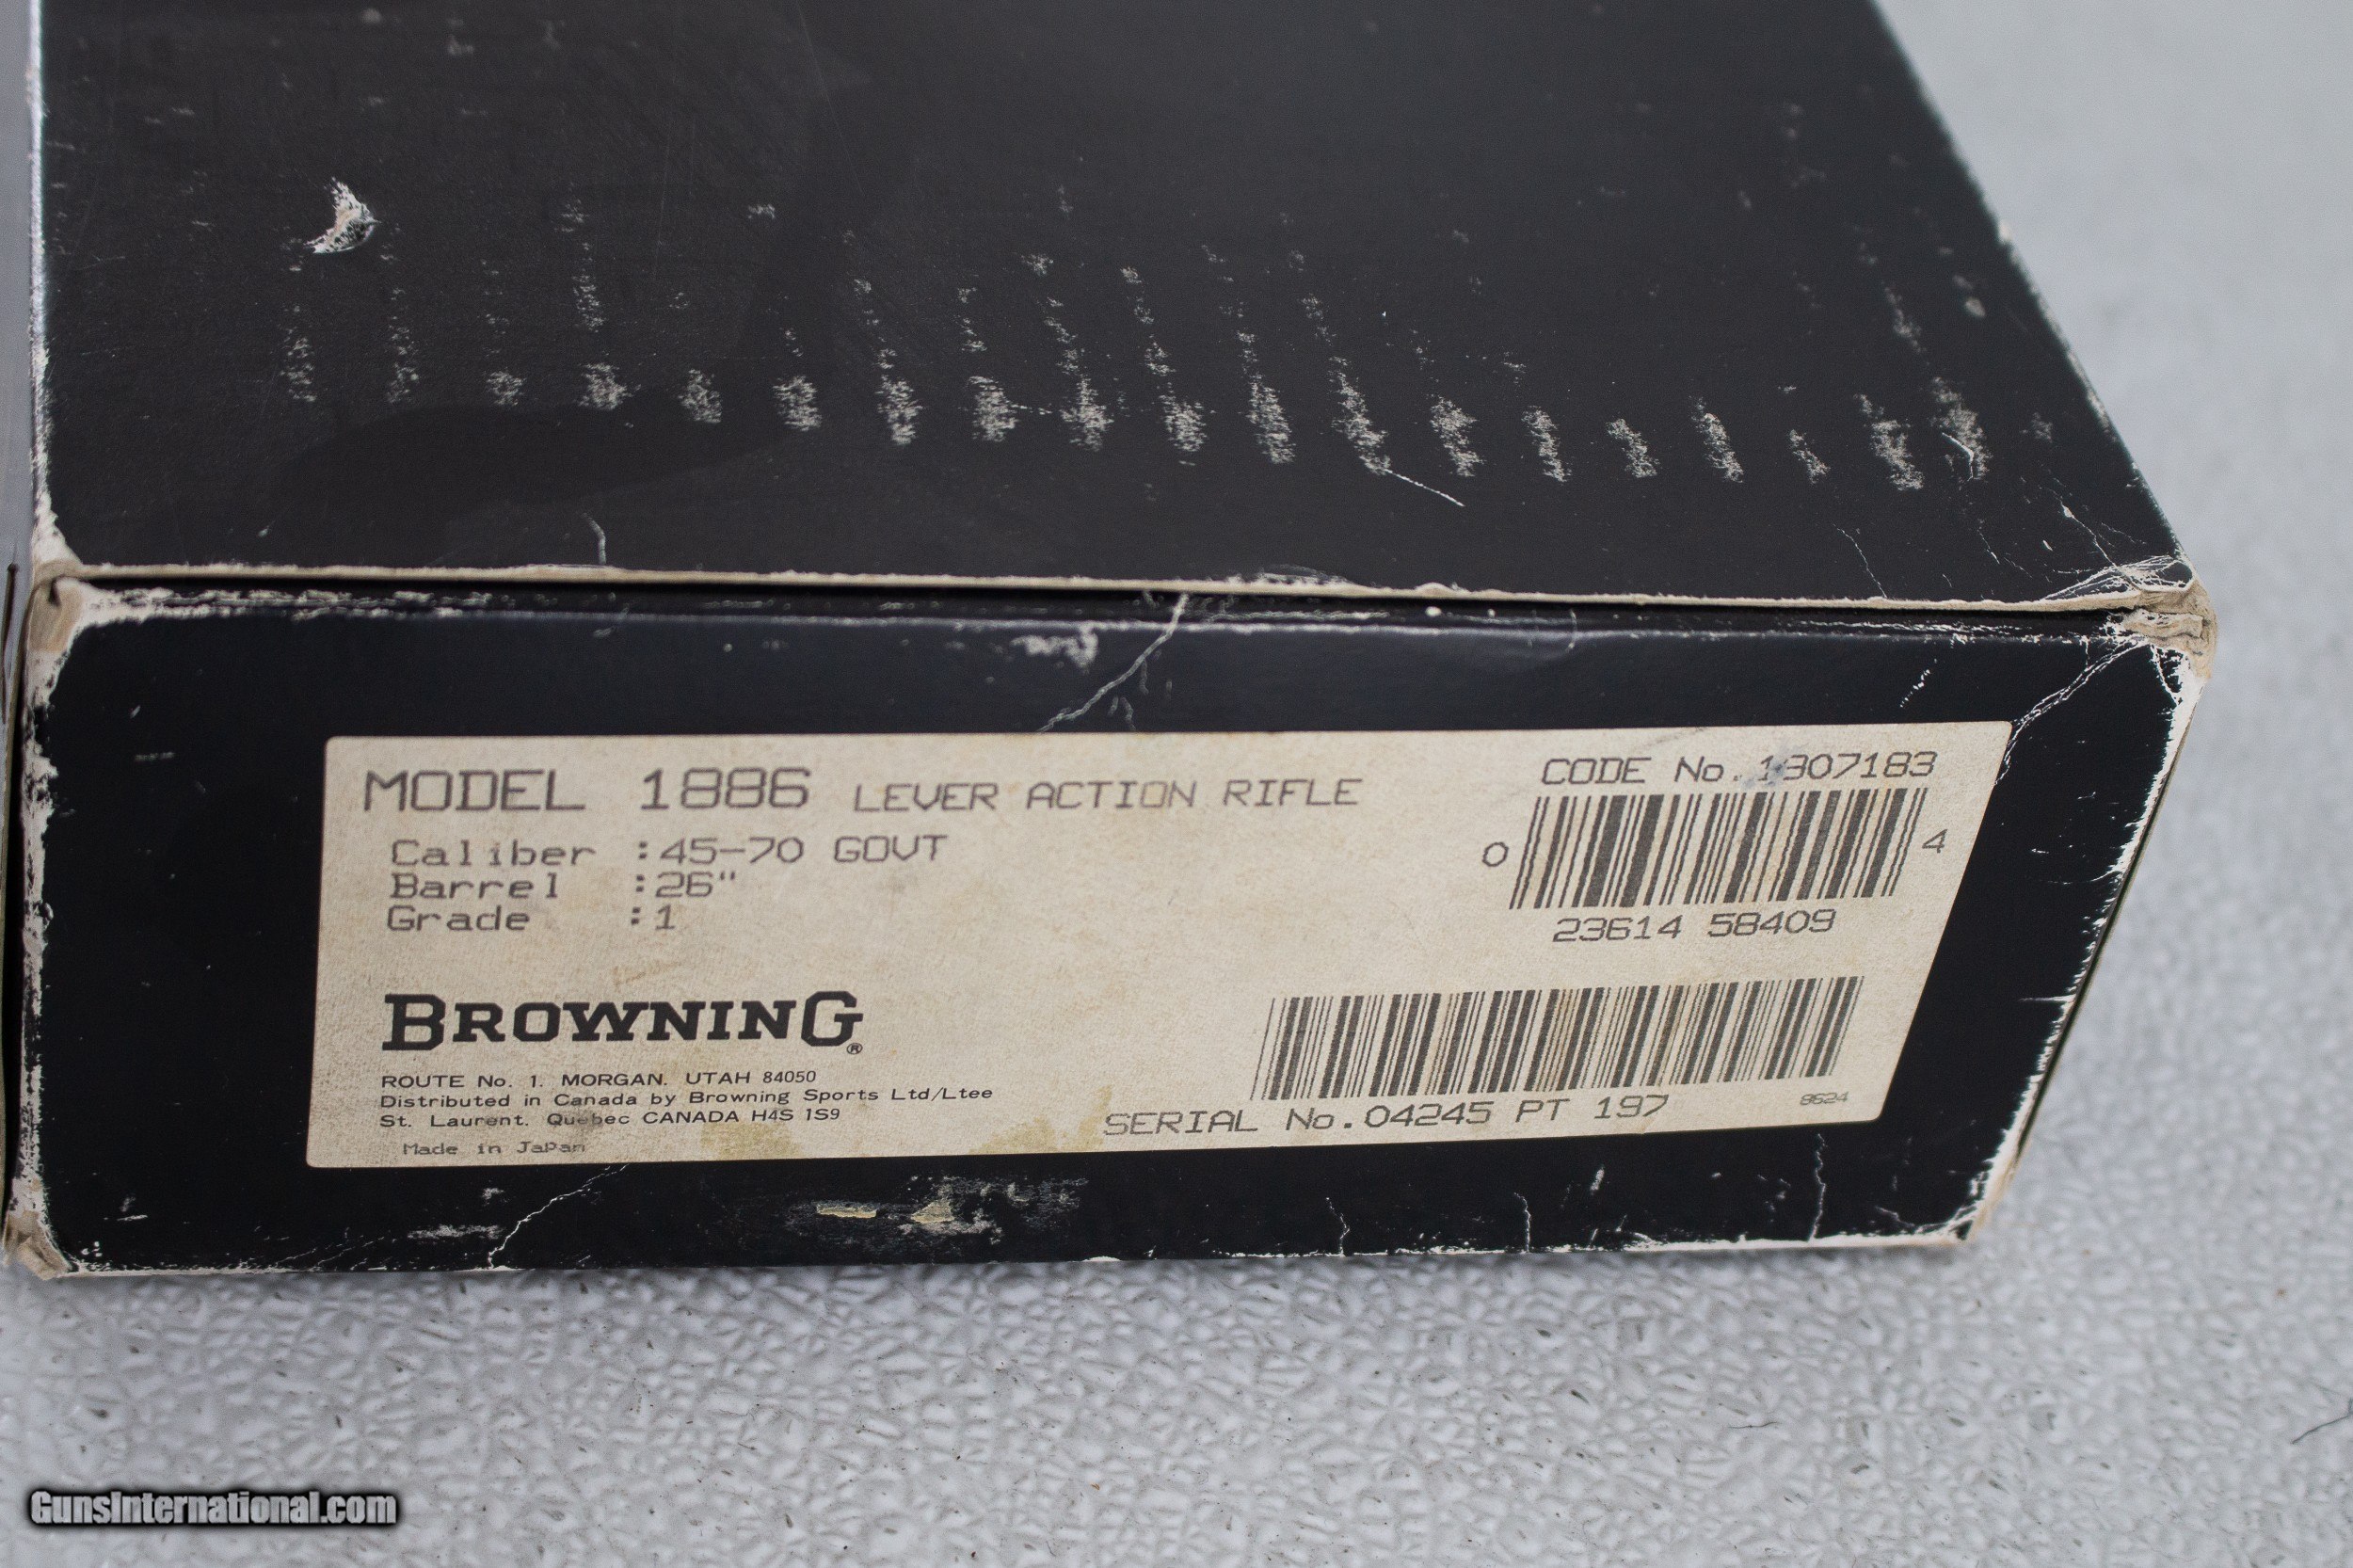 MODEL 1886 LEVER ACTION RIFLE
Caliber :45-70 GOVT
Barrel :26"
Grade :1
CODE No. 1307183
0 4
23614 58409
BROWNING®
ROUTE No. 1. MORGAN. UTAH 84050
Distributed in Canada by Browning Sports Ltd/Ltee
St. Laurent. Quebec CANADA H4S 1S9
Made in JaPan
SERIAL No.04245 PT 197
8624
GunsInternational.com